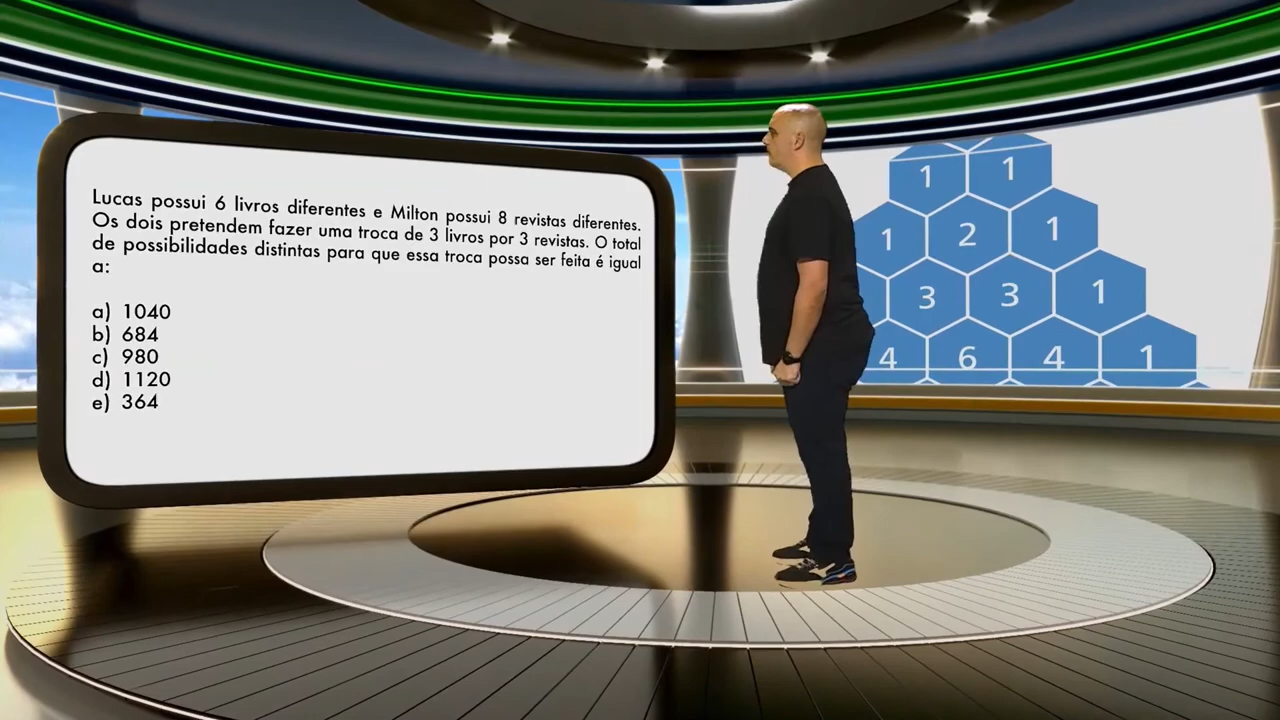 Lucas possui 6 livros diferentes e Milton possui 8 revistas diferentes.
Os dois pretendem fazer uma troca de 3 livros por 3 revistas. O total
de possibilidades distintas para que essa troca possa ser feita é igual
a:
a) 1040
b) 684
c) 980
d) 1120
e) 364
1 1
1 2 1
3 3 1
4 6 4 1